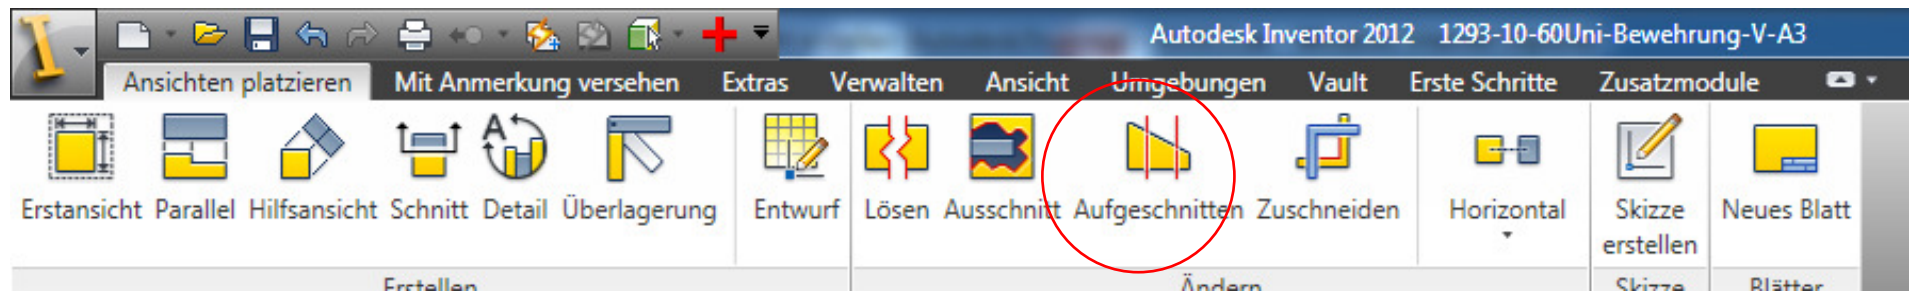 Autodesk Inventor 2012 1293-10-60Uni-Bewehrung-V-A3
Ansichten platzieren Mit Anmerkung versehen Extras Verwalten Ansicht Umgebungen Vault Erste Schritte Zusatzmodule
Erstansicht Parallel Hilfsansicht Schnitt Detail Überlagerung Entwurf Lösen Ausschnitt Aufgeschnitten Zuschneiden Horizontal Skizze Neues Blatt
erstellen
Erstellen Ändern Skizze Blätter